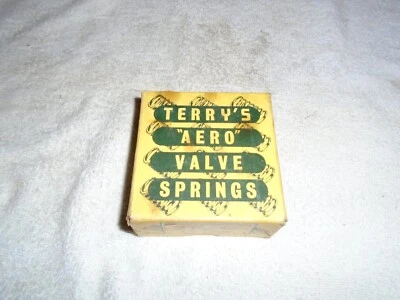 TERRY'S
"AERO"
VALVE
SPRINGS